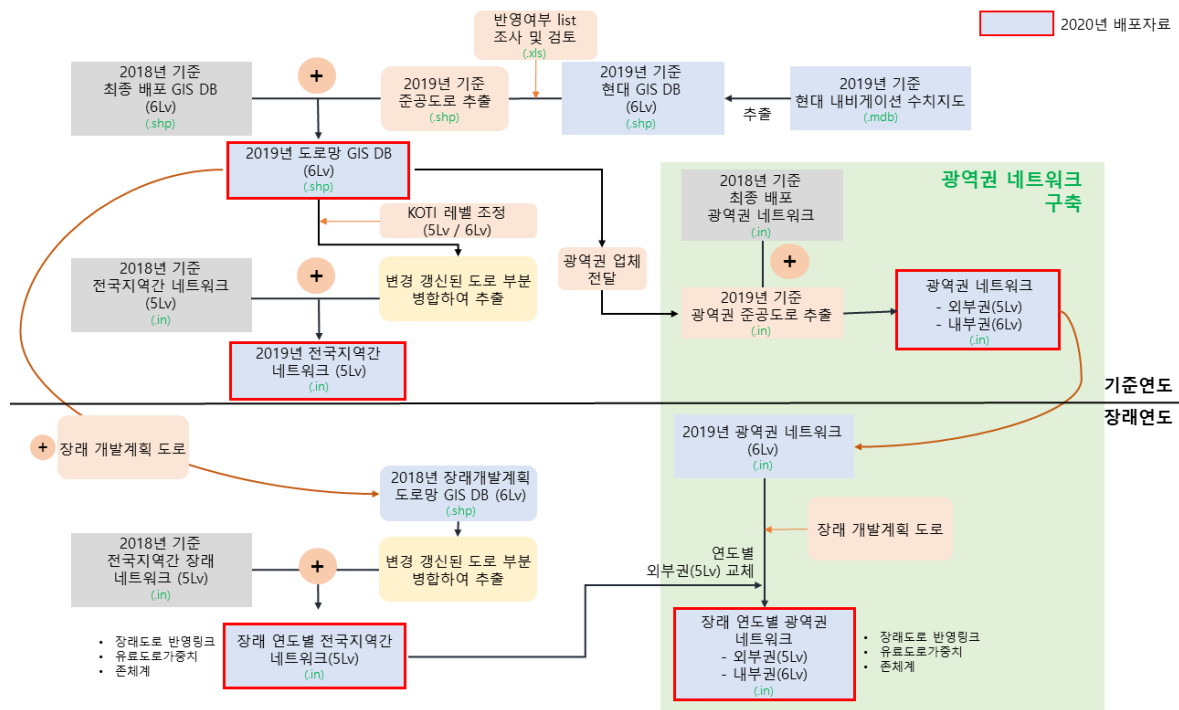 반영여부 list
조사 및 검토
(.xls)
2020년 배포자료
2018년 기준
최종 배포 GIS DB
(6Lv)
(.shp)
+
2019년 기준
준공도로 추출
(.shp)
2019년 기준
현대 GIS DB
(6Lv)
(.shp)
추출
2019년 기준
현대 내비게이션 수치지도
(.mdb)
2019년 도로망 GIS DB
(6Lv)
(.shp)
KOTI 레벨 조정
(5Lv / 6Lv)
2018년 기준
전국지역간 네트워크
(5Lv)
(.in)
+
변경 갱신된 도로 부분
병합하여 추출
2019년 전국지역간
네트워크 (5Lv)
(.in)
광역권 업체
전달
광역권 네트워크
구축
2018년 기준
최종 배포
광역권 네트워크
(.in)
+
2019년 기준
광역권 준공도로 추출
(.in)
광역권 네트워크
- 외부권(5Lv)
- 내부권(6Lv)
(.in)
기준연도
장래연도
+
장래 개발계획 도로
2018년 장래개발계획
도로망 GIS DB (6Lv)
(.shp)
2018년 기준
전국지역간 장래
네트워크 (5Lv)
(.in)
+
변경 갱신된 도로 부분
병합하여 추출
• 장래도로 반영링크
• 유료도로가중치
• 존체계
장래 연도별 전국지역간
네트워크(5Lv)
(.in)
2019년 광역권 네트워크
(6Lv)
(.in)
장래 개발계획 도로
연도별
외부권(5Lv) 교체
장래 연도별 광역권
네트워크
- 외부권(5Lv)
- 내부권(6Lv)
(.in)
• 장래도로 반영링크
• 유료도로가중치
• 존체계